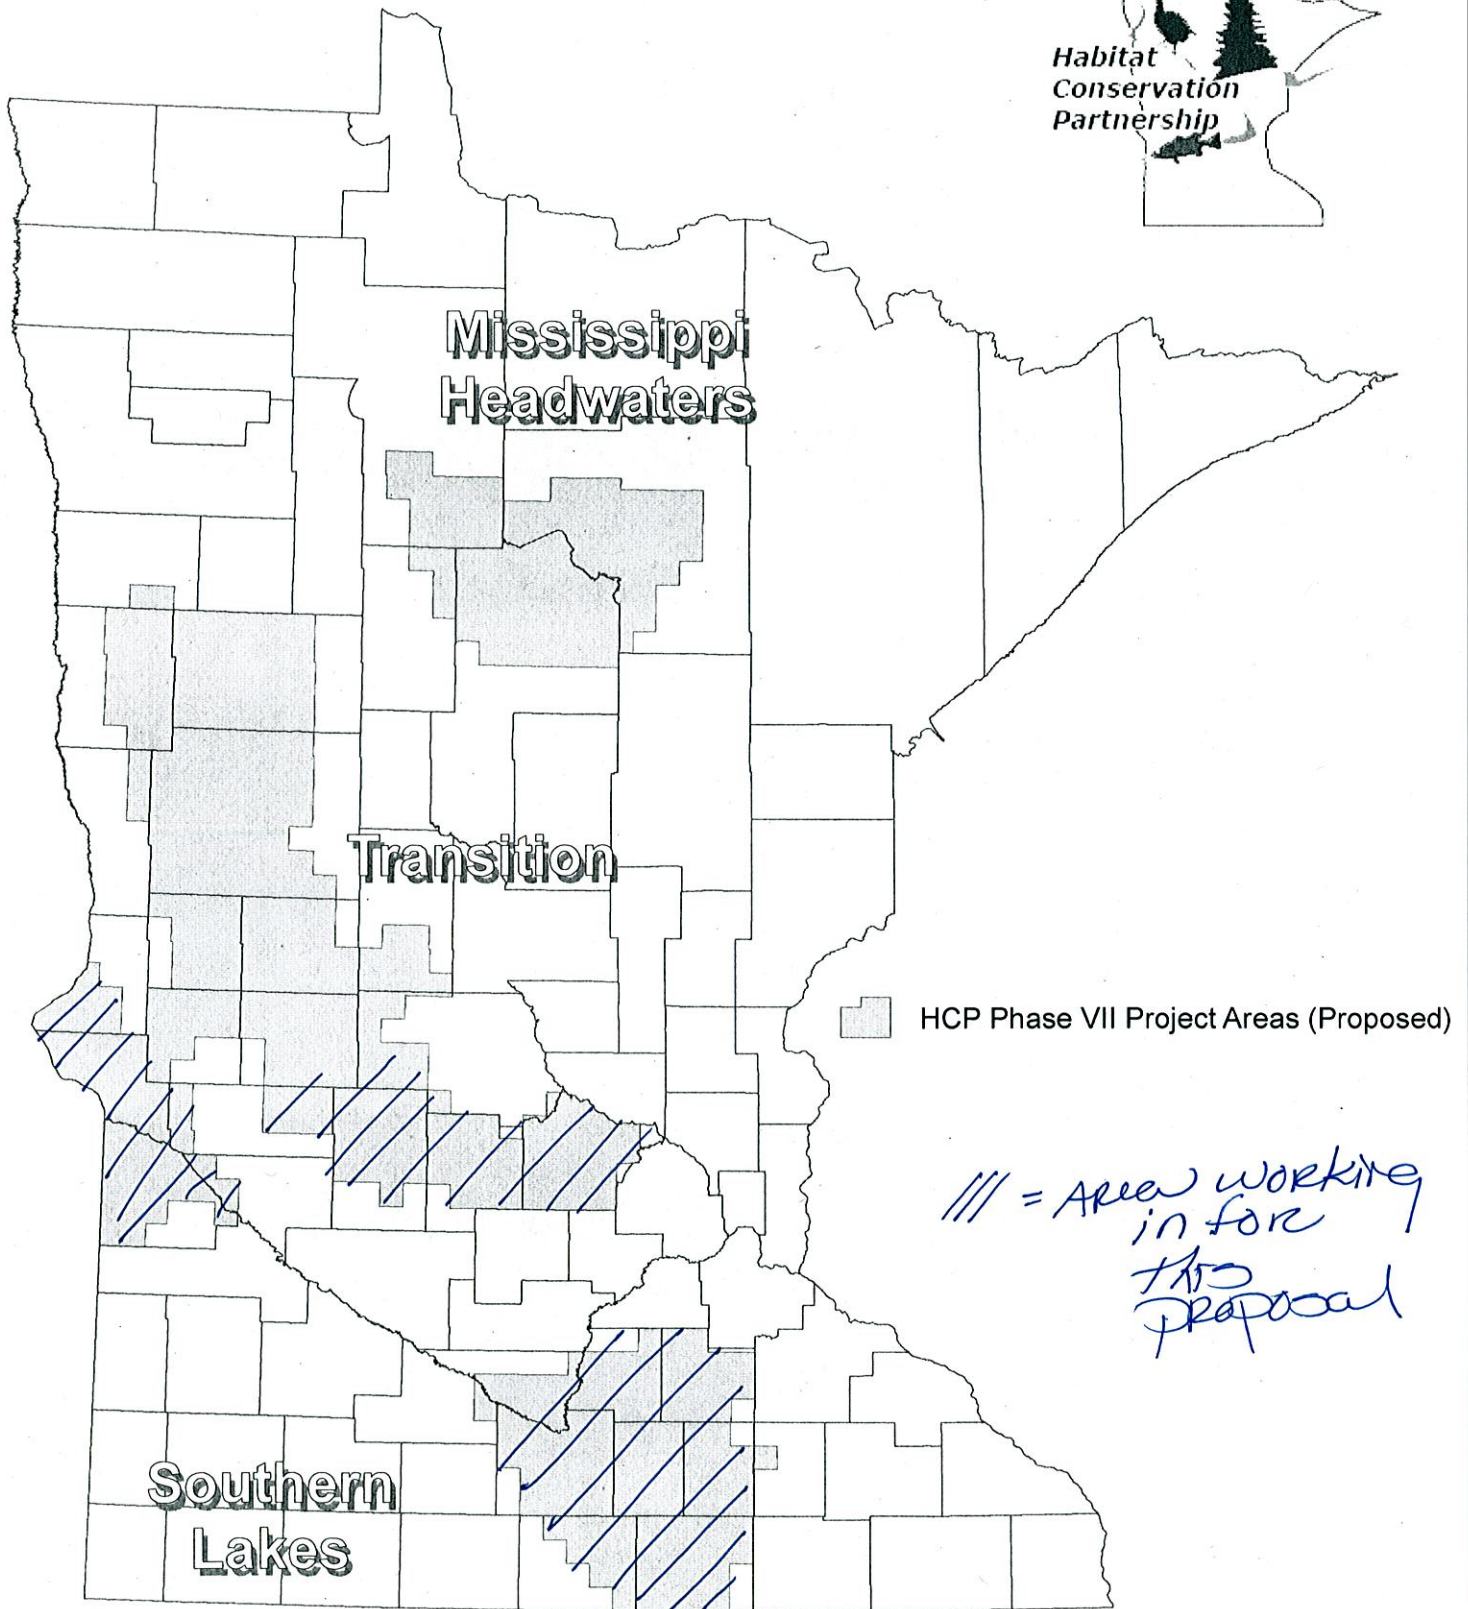 Habitat
Conservation
Partnership
Mississippi
Headwaters
Transition
HCP Phase VII Project Areas (Proposed)
/// = Area working
in for
this
proposal
Southern
Lakes